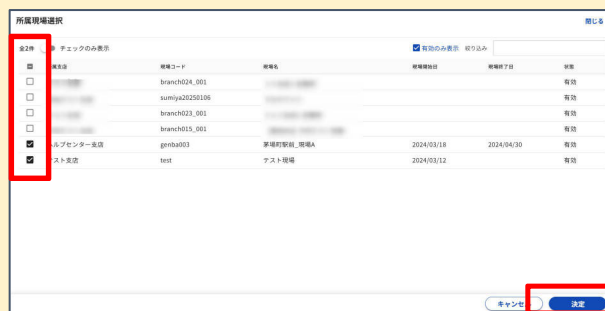 所属現場選択 閉じる
全2件 チェックのみ表示 有効のみ表示 絞り込み
属支店 現場コード 現場名 現場開始日 現場終了日 状態
branch024_001 有効
sumiya20250106 有効
branch023_001 有効
branch015_001 有効
ルプセンター支店 genba003 茅場町駅前_現場A 2024/03/18 2024/04/30 有効
スト支店 test テスト現場 2024/03/12 有効
キャンセ 決定